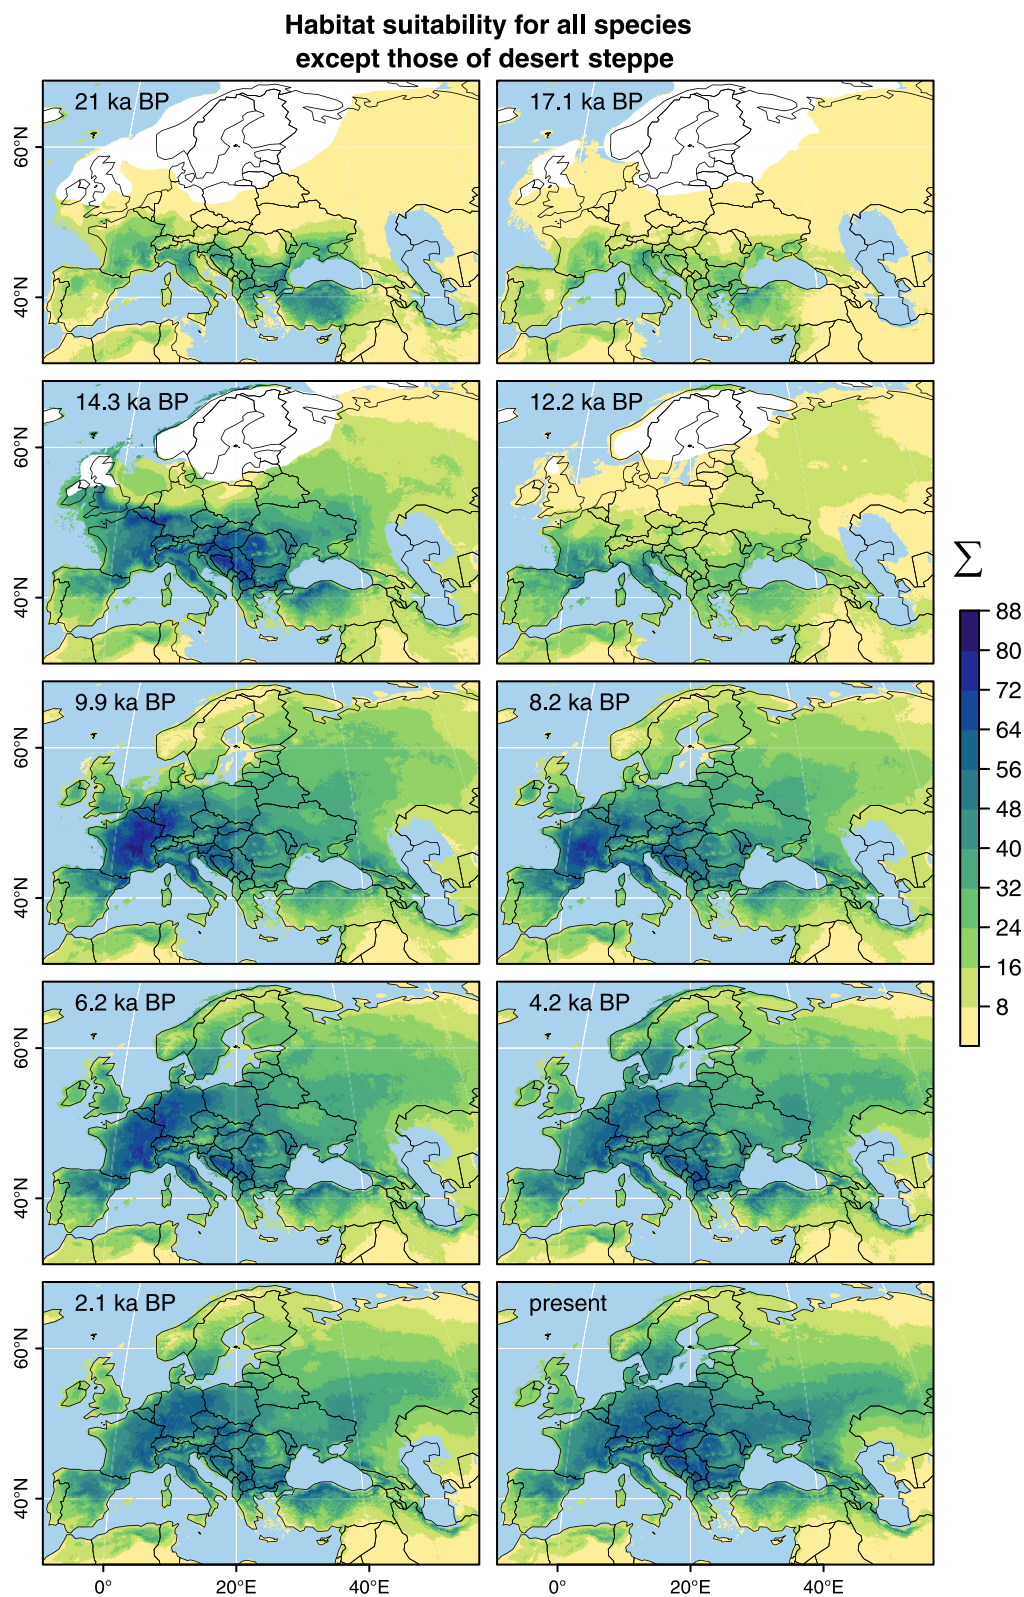 Habitat suitability for all species
except those of desert steppe
21 ka BP
17.1 ka BP
60°N
40°N
14.3 ka BP
12.2 ka BP
60°N
40°N
∑
88
80
72
64
56
48
40
32
24
16
8
9.9 ka BP
8.2 ka BP
60°N
40°N
6.2 ka BP
4.2 ka BP
60°N
40°N
2.1 ka BP
present
60°N
40°N
0° 20°E 40°E
0° 20°E 40°E